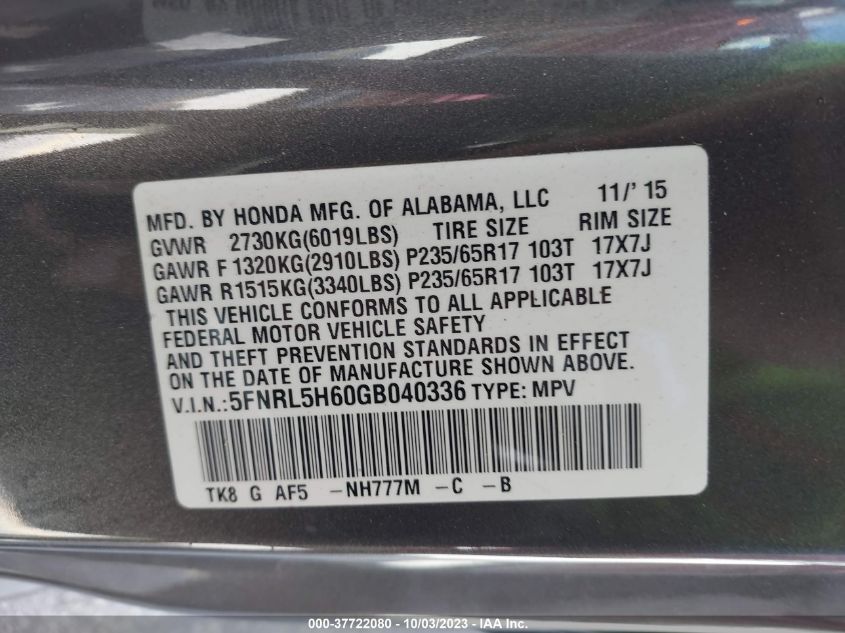 MFD. BY HONDA MFG. OF ALABAMA, LLC 11/' 15
GVWR 2730KG(6019LBS) TIRE SIZE RIM SIZE
GAWR F 1320KG(2910LBS) P235/65R17 103T 17X7J
GAWR R1515KG(3340LBS) P235/65R17 103T 17X7J
THIS VEHICLE CONFORMS TO ALL APPLICABLE
FEDERAL MOTOR VEHICLE SAFETY
AND THEFT PREVENTION STANDARDS IN EFFECT
ON THE DATE OF MANUFACTURE SHOWN ABOVE.
V.I.N.: 5FNRL5H60GB040336 TYPE: MPV
TK8 G AF5 -NH777M -C -B
000-37722080 - 10/03/2023 - IAA Inc.